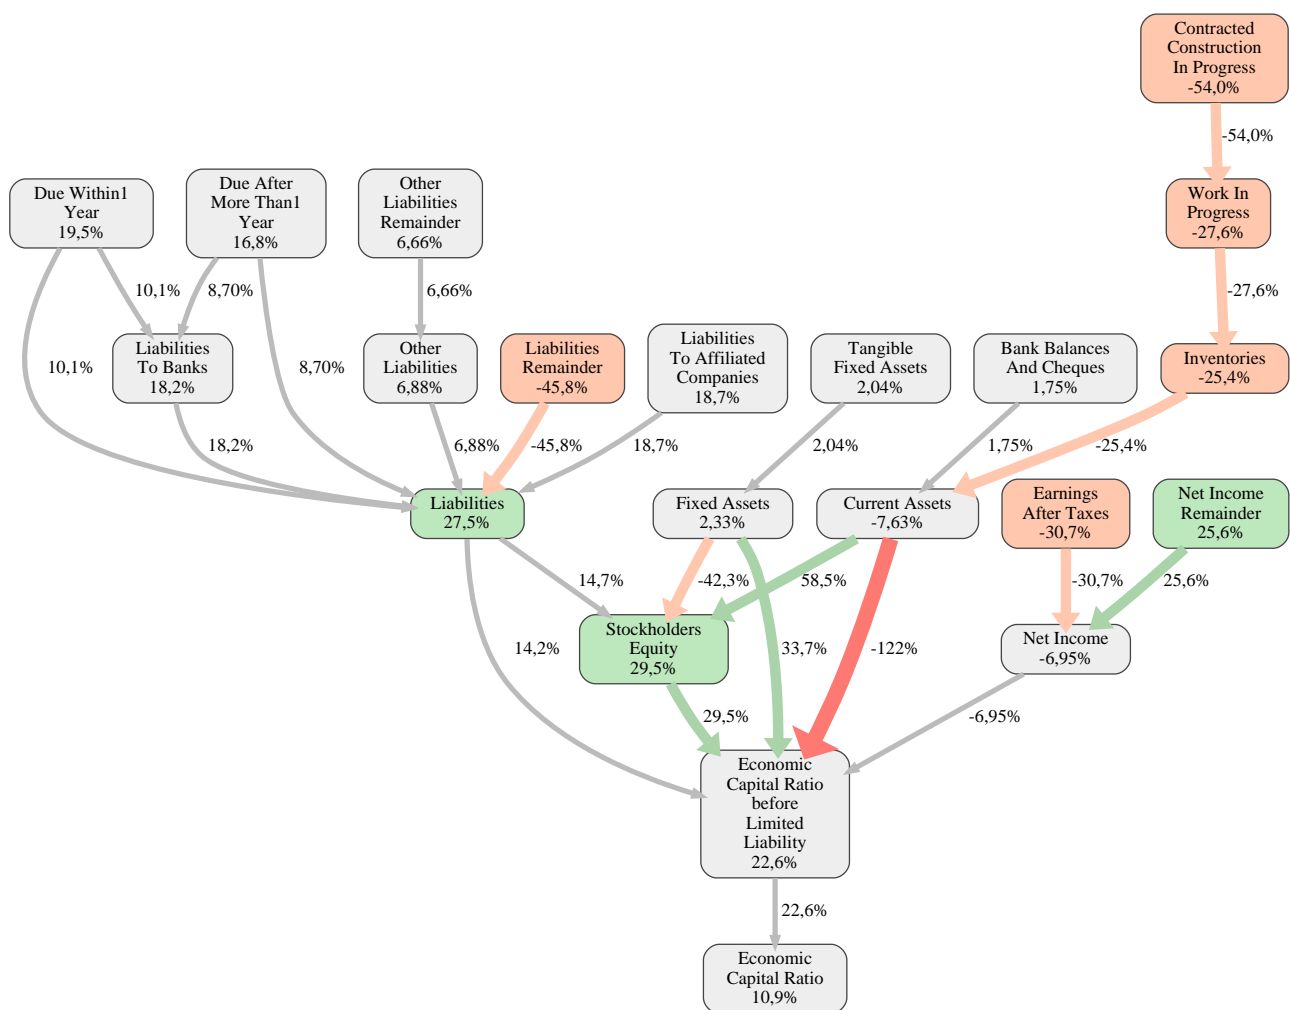 Contracted
Construction
In Progress
-54,0%
-54,0%
Due Within1
Year
19,5%
Due After
More Than1
Year
16,8%
Other
Liabilities
Remainder
6,66%
Work In
Progress
-27,6%
10,1%
8,70%
6,66%
-27,6%
Liabilities
To Banks
18,2%
Other
Liabilities
6,88%
Liabilities
Remainder
-45,8%
Liabilities
To Affiliated
Companies
18,7%
Tangible
Fixed Assets
2,04%
Bank Balances
And Cheques
1,75%
Inventories
-25,4%
10,1%
8,70%
18,2%
6,88%
-45,8%
18,7%
2,04%
1,75%
-25,4%
Liabilities
27,5%
Fixed Assets
2,33%
Current Assets
-7,63%
Earnings
After Taxes
-30,7%
Net Income
Remainder
25,6%
14,7%
-42,3%
58,5%
-30,7%
25,6%
Stockholders
Equity
29,5%
Net Income
-6,95%
14,2%
33,7%
-122%
29,5%
-6,95%
Economic
Capital Ratio
before
Limited
Liability
22,6%
22,6%
Economic
Capital Ratio
10,9%